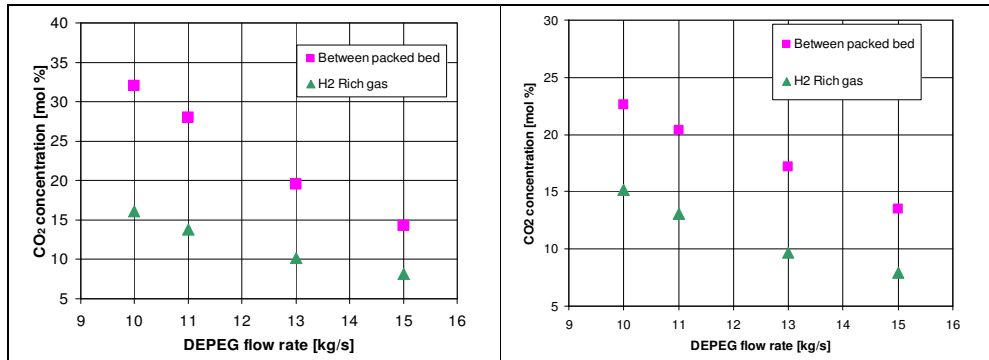 40
35
30
25
20
15
10
5
9 10 11 13 14 15 16
CO₂ concentration [mol %]
DEPEG flow rate [kg/s]
Between packed bed
H2 Rich gas
30
25
20
15
10
5
9 10 11 13 14 15 16
CO2 concentration [mol %]
DEPEG flow rate [kg/s]
Between packed bed
H2 Rich gas